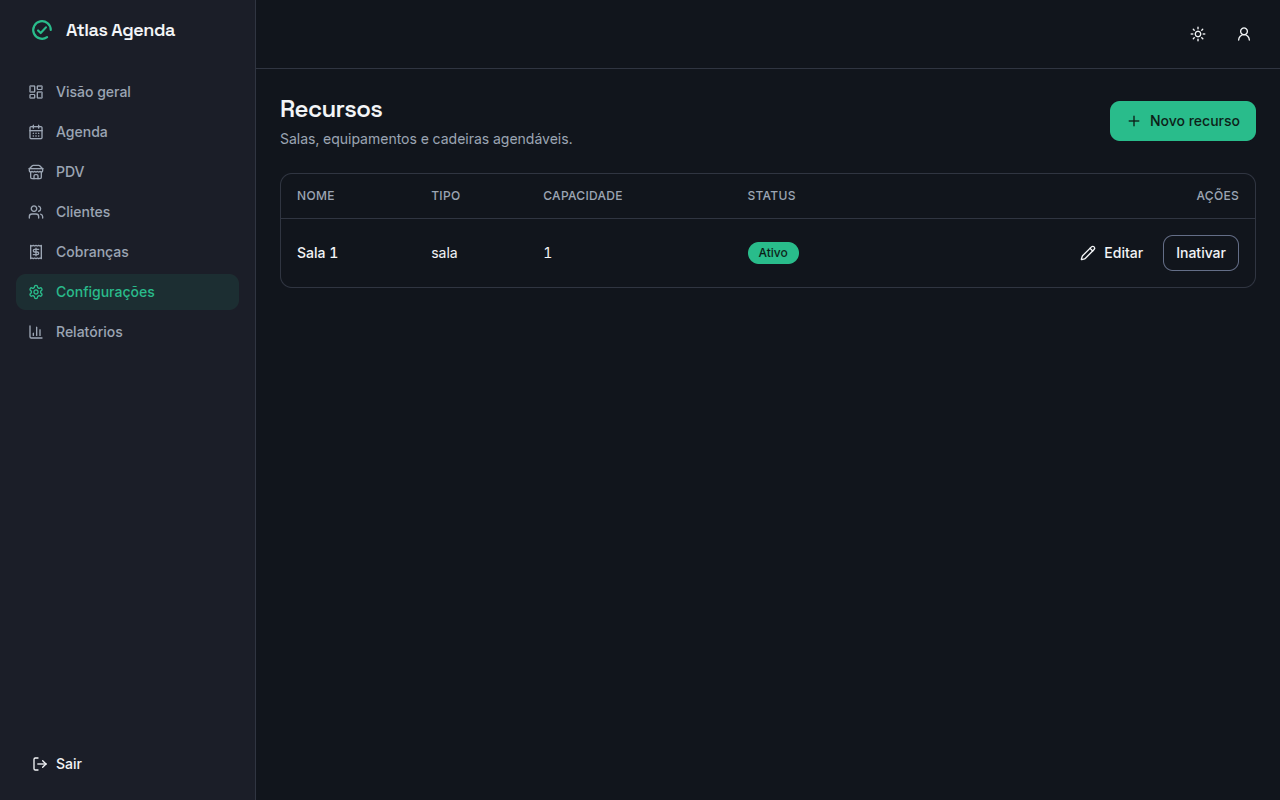 Atlas Agenda
Visão geral
Agenda
PDV
Clientes
Cobranças
Configurações
Relatórios
Sair
Recursos
Salas, equipamentos e cadeiras agendáveis.
Novo recurso
NOME TIPO CAPACIDADE STATUS AÇÕES
Sala 1 sala 1 Ativo Editar Inativar